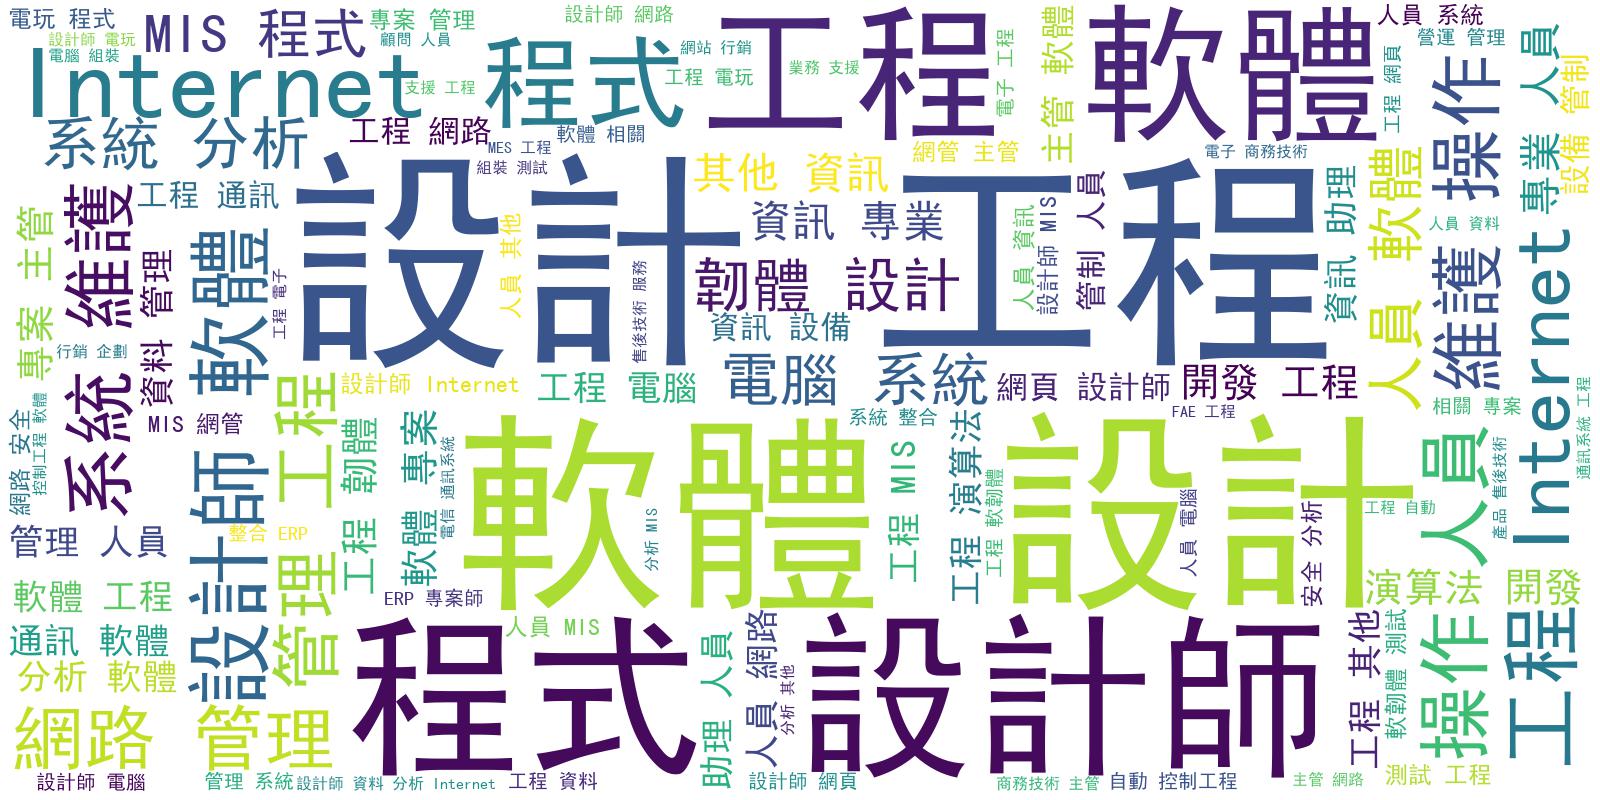 電玩 程式
設計師 電玩
電腦 組裝
MIS 程式
專案 管理
顧問 人員
設計師 網路
網站 行銷
工程 電玩
業務 支援
工程 軟體
人員 系統
營運 管理
Internet 程式
支援 工程
電子 工程
主管 軟體
工程 網頁
維護 操作
Internet 專業 人員
設備 管制
系統 分析
工程 網路
軟體 相關
MES 工程
組裝 測試
其他 資訊
網管 主管
電子 商務技術
工程 通訊
設計 工程
人員 其他
售後技術 服務
資訊 專業
韌體 設計
人員 資訊
設計師 MIS
管制 人員
資訊 助理
人員 軟體
人員 資料
專案 主管
系統 維護
資料 管理
設計師 軟體
工程 電子
行銷 企劃
資訊 設備
設計師 Internet
工程 電腦
電腦 系統
網頁 設計師
開發 工程
相關 專案
通訊系統 工程
網路 安全
控制工程 軟體
MIS 網管
管理 工程
工程 韌體
軟體 專案
電信 通訊系統
系統 整合
FAE 工程
軟體 設計
分析 MIS
工程 MIS
工程 演算法
工程 軟韌體
人員 電腦
安全 分析
工程 自動
操作 人員
產品 售後技術
管理 人員
整合 ERP
軟體 工程
ERP 專案師
演算法 開發
通訊 軟體
人員 MIS
程式 設計師
分析 軟體
助理 人員
人員 網路
分析 其他
工程 其他
軟韌體 測試
工程
網路 管理
設計師 電腦
管理 系統
設計師 資料
分析 Internet
工程 資料
設計師 網頁
商務技術 主管
自動 控制工程
主管 網路
測試 工程